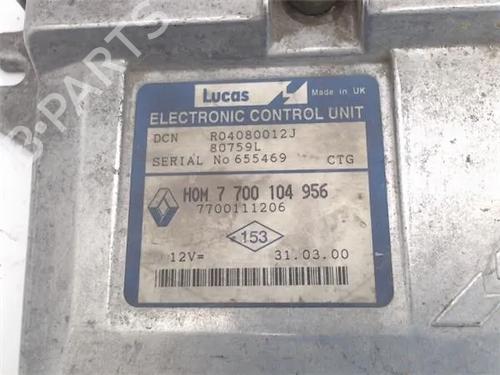 B-PARTS
Lucas Made in UK
ELECTRONIC CONTROL UNIT
DCN R04080012J
80759L
SERIAL No 655469 CTG
HOM 7 700 104 956
7700111206
153
12V= 31.03.00